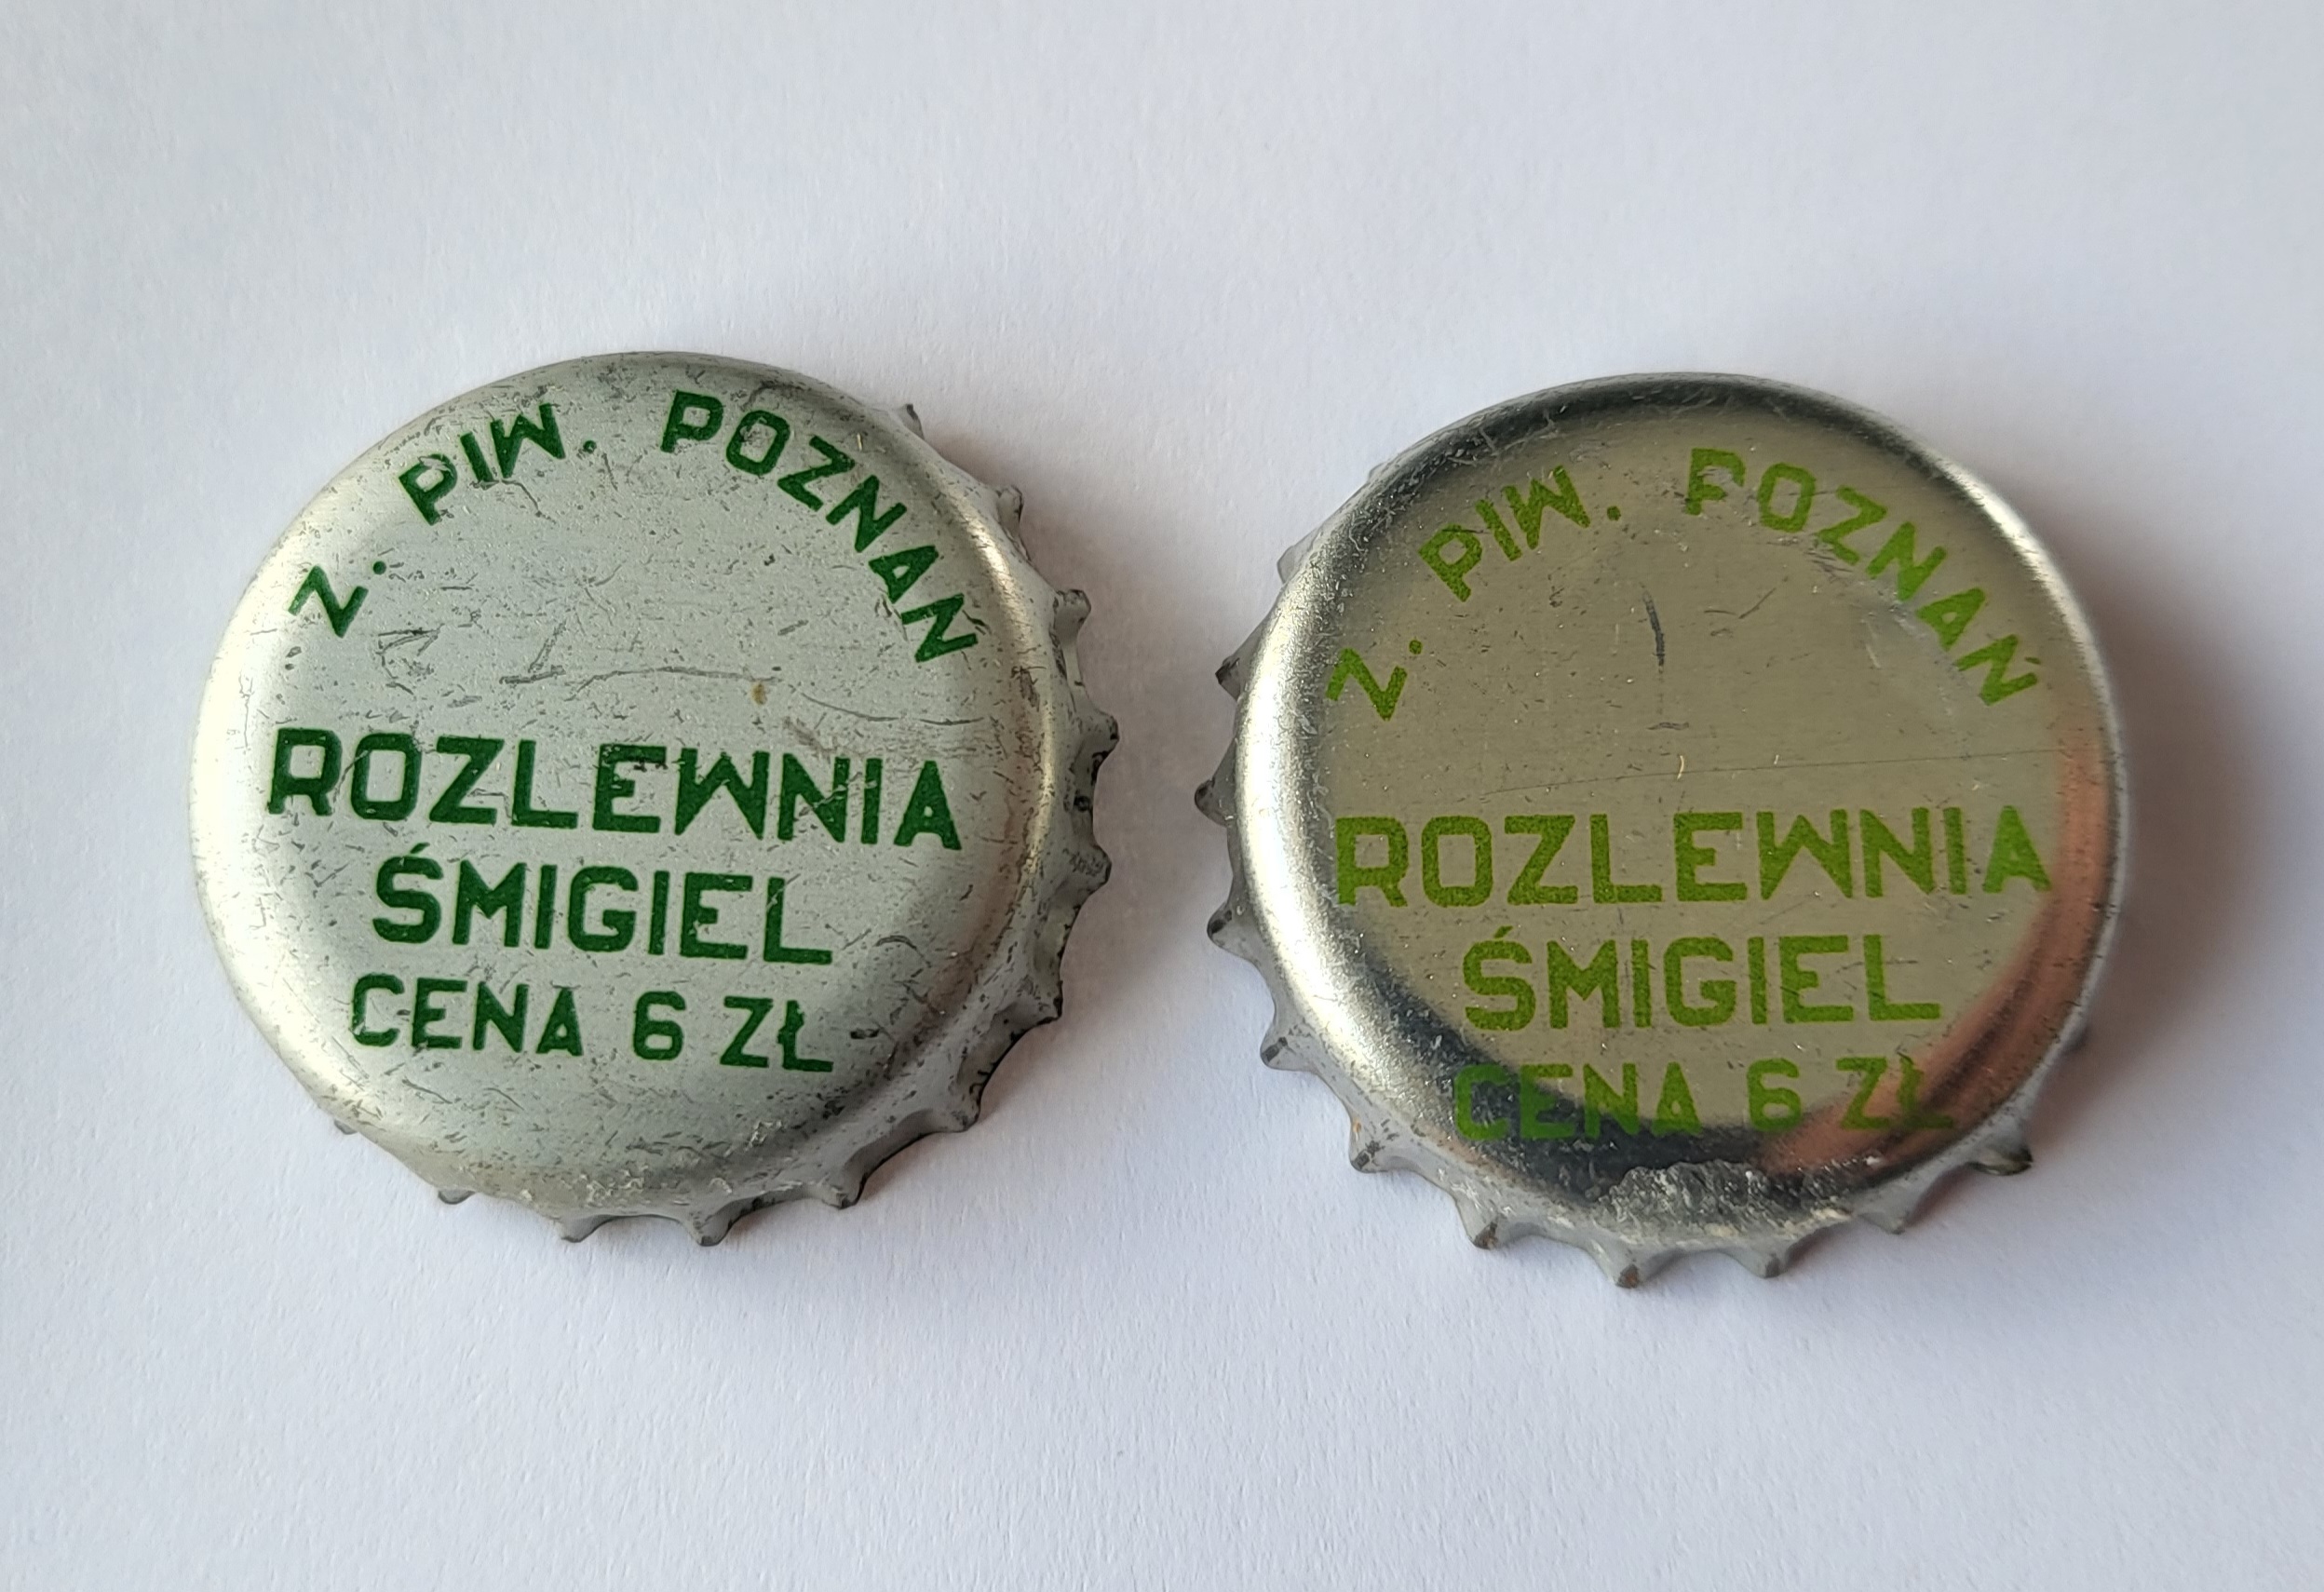 Z. PIW. POZNAŃ
ROZLEWNIA
ŚMIGIEL
CENA 6 ZŁ
Z. PIW. POZNAŃ
ROZLEWNIA
ŚMIGIEL
CENA 6 ZŁ